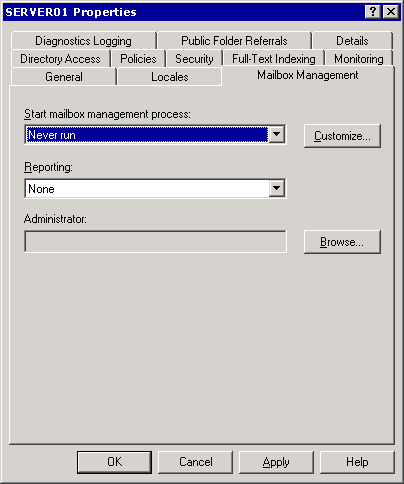 SERVER01 Properties
Diagnostics Logging Public Folder Referrals Details
Directory Access Policies Security Full-Text Indexing Monitoring
General Locales Mailbox Management
Start mailbox management process:
Never run Customize...
Reporting:
None
Administrator:
Browse...
OK Cancel Apply Help